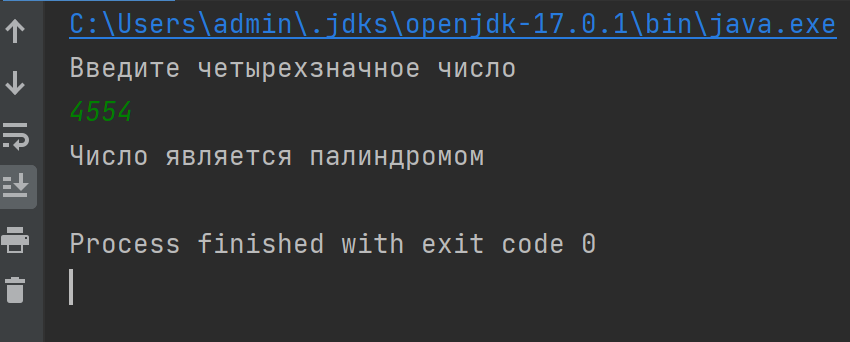 C:\Users\admin\.jdks\openjdk-17.0.1\bin\java.exe
Введите четырехзначное число
4554
Число является палиндромом
Process finished with exit code 0